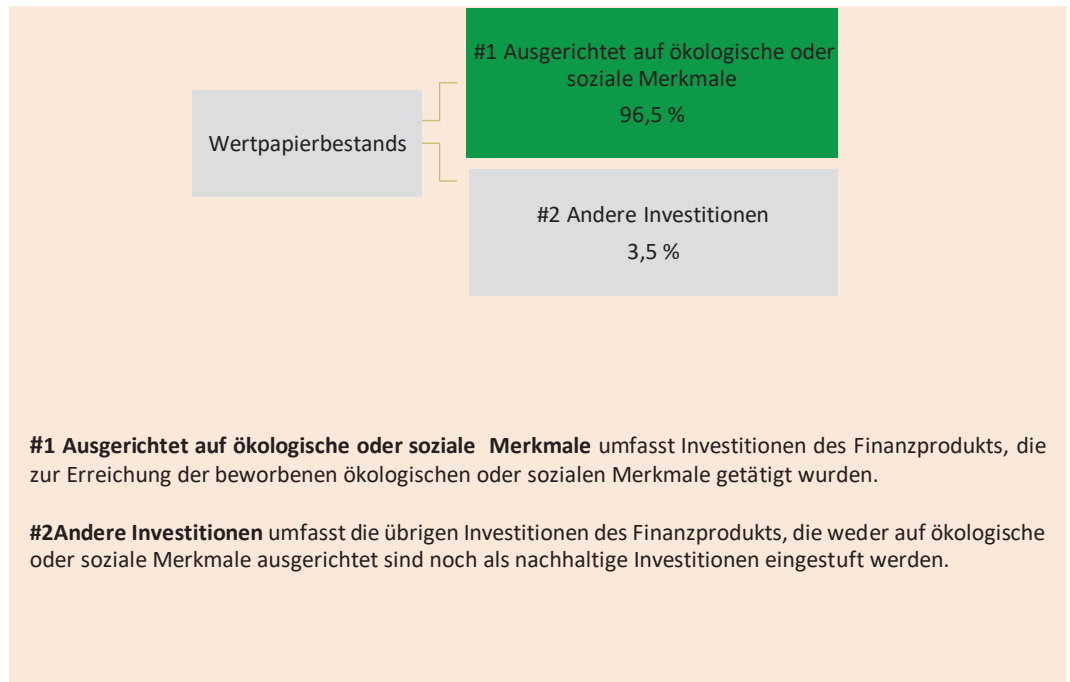 #1 Ausgerichtet auf ökologische oder
soziale Merkmale
96,5 %
Wertpapierbestands
#2 Andere Investitionen
3,5 %
#1 Ausgerichtet auf ökologische oder soziale Merkmale umfasst Investitionen des Finanzprodukts, die
zur Erreichung der beworbenen ökologischen oder sozialen Merkmale getätigt wurden.
#2Andere Investitionen umfasst die übrigen Investitionen des Finanzprodukts, die weder auf ökologische
oder soziale Merkmale ausgerichtet sind noch als nachhaltige Investitionen eingestuft werden.